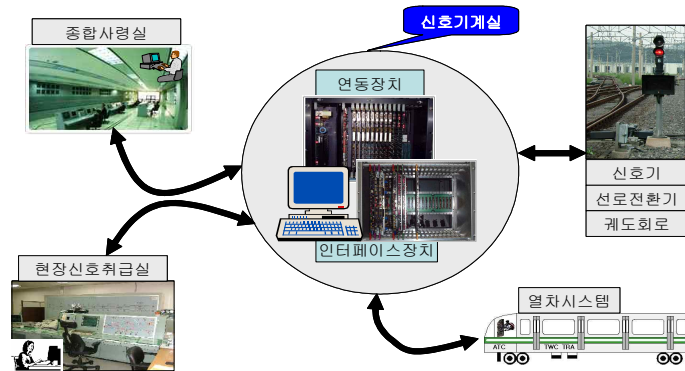 신호기계실
종합사령실
연동장치
인터페이스장치
신호기
선로전환기
궤도회로
현장신호취급실
열차시스템
ATC
TWC TRA